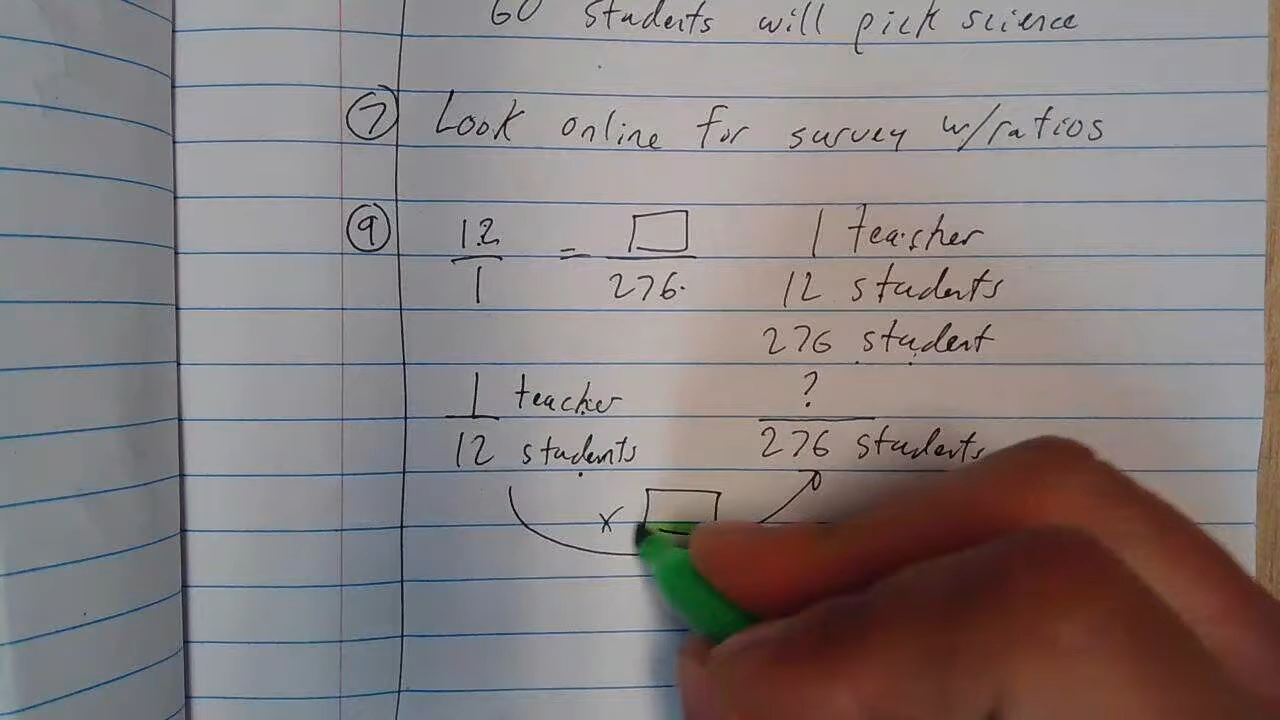 60 students will pick science
7 Look online for survey w/ratios
9 12 = □ 1 teacher
1 276. 12 students
276 student
1 teacher ?
12 students 276 students
x □